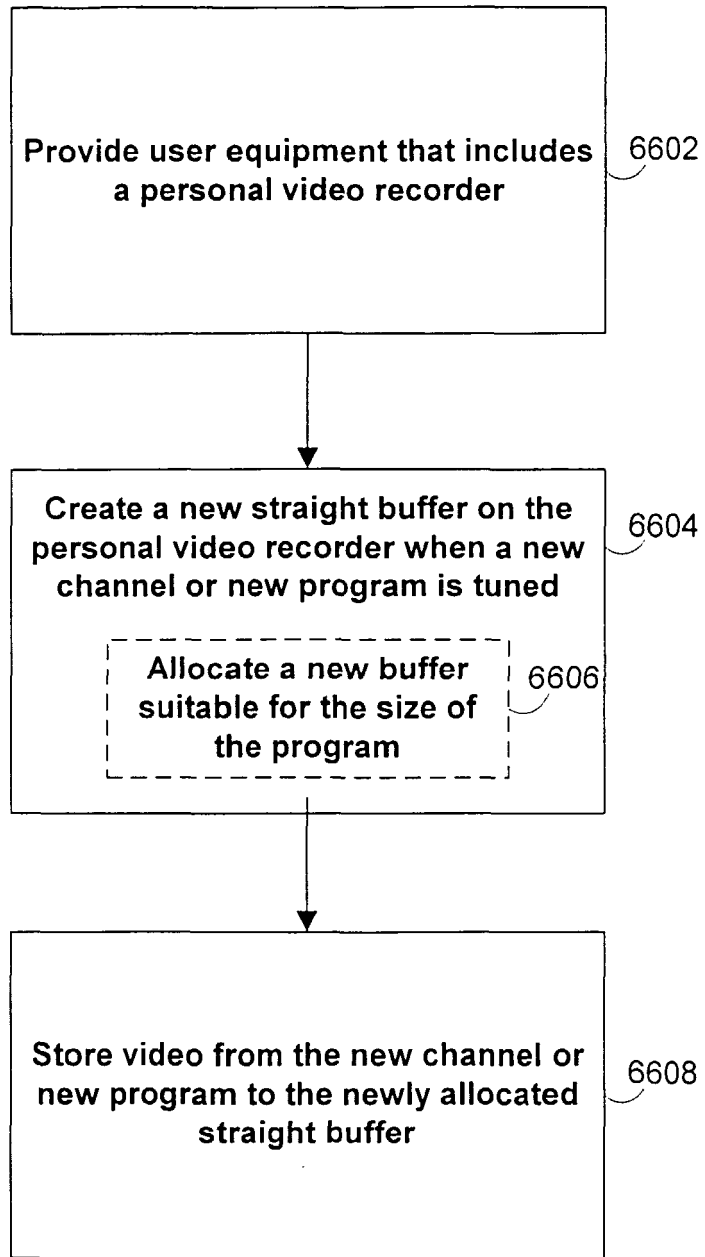 Provide user equipment that includes
a personal video recorder
6602
Create a new straight buffer on the
personal video recorder when a new
channel or new program is tuned
6604
Allocate a new buffer
suitable for the size of
the program
6606
Store video from the new channel or
new program to the newly allocated
straight buffer
6608